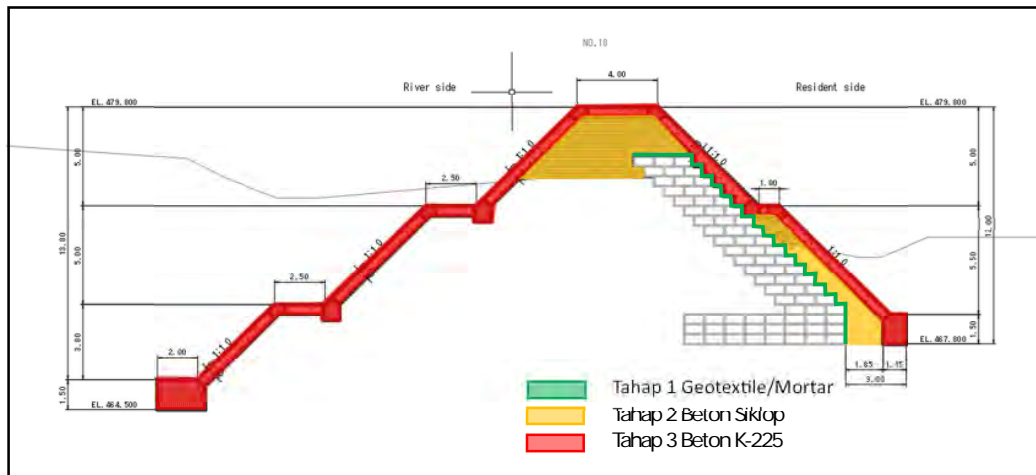 NO.18
4.00
River side
Resident side
EL.479.800
EL.479.800
5.00
5.00
1:1.0
1:1.0
2.50
1.00
13.80
12.00
5.00
1:1.0
1:1.0
5.50
2.50
3.80
1:1.0
2.00
1.50
EL.467.800
1.50
EL.464.500
1.85
1.15
3.00
Tahap 1 Geotextile/Mortar
Tahap 2 Beton Siklop
Tahap 3 Beton K-225